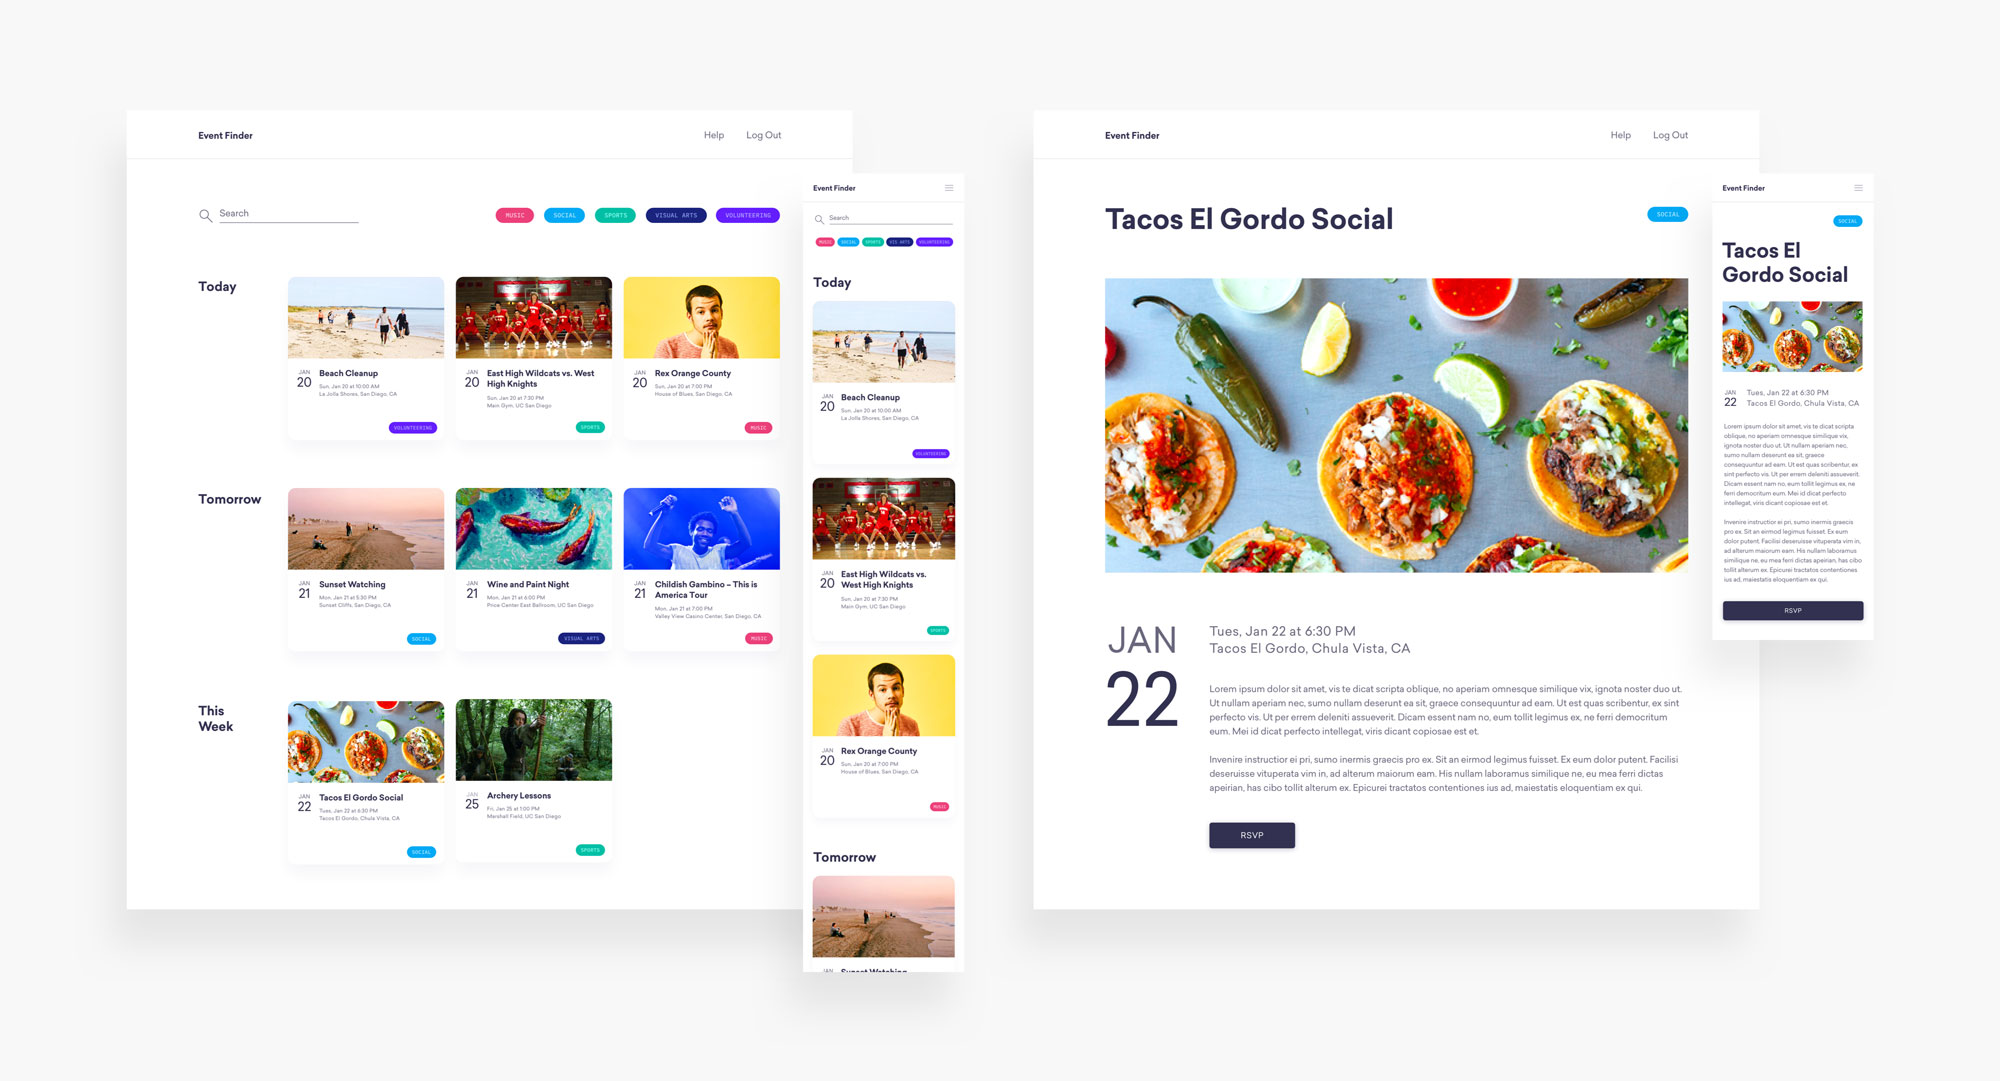 Event Finder
Help
Log Out
Search
MUSIC
SOCIAL
SPORTS
VISUAL ARTS
VOLUNTEERING
Today
JAN
20
Beach Cleanup
Sun. Jan 20 at 10:00 AM
La Jolla Shores, San Diego, CA
VOLUNTEERING
JAN
20
East High Wildcats vs. West
High Knights
Sun. Jan 20 at 7:30 PM
Main Gym, UC San Diego
SPORTS
JAN
20
Rex Orange County
Sun. Jan 20 at 7:00 PM
House of Blues, San Diego, CA
MUSIC
Tomorrow
JAN
21
Sunset Watching
Mon. Jan 21 at 5:30 PM
Sunset Cliffs, San Diego, CA
SOCIAL
JAN
21
Wine and Paint Night
Mon. Jan 21 at 6:00 PM
Price Center East Ballroom, UC San Diego
VISUAL ARTS
JAN
21
Childish Gambino – This is
America Tour
Mon. Jan 21 at 7:00 PM
Valley View Casino Center, San Diego, CA
MUSIC
This
Week
JAN
22
Tacos El Gordo Social
Tues, Jan 22 at 6:30 PM
Tacos El Gordo, Chula Vista, CA
SOCIAL
JAN
25
Archery Lessons
Fri, Jan 25 at 1:00 PM
Marshall Field, UC San Diego
SPORTS
Event Finder
Search
MUSIC
SOCIAL
SPORTS
VIS ARTS
VOLUNTEERING
Today
JAN
20
Beach Cleanup
Sun. Jan 20 at 10:00 AM
La Jolla Shores, San Diego, CA
VOLUNTEERING
JAN
20
East High Wildcats vs.
West High Knights
Sun. Jan 20 at 7:30 PM
Main Gym, UC San Diego
SPORTS
JAN
20
Rex Orange County
Sun. Jan 20 at 7:00 PM
House of Blues, San Diego, CA
MUSIC
Tomorrow
JAN
Sunset Watching
Event Finder
Help
Log Out
Tacos El Gordo Social
SOCIAL
JAN
22
Tues, Jan 22 at 6:30 PM
Tacos El Gordo, Chula Vista, CA
Lorem ipsum dolor sit amet, vis te dicat scripta oblique, no aperiam omnesque similique vix, ignota noster duo ut.
Ut nullam aperiam nec, sumo nullam deserunt ea sit, graece consequuntur ad eam. Ut est quas scribentur, ex sint
perfecto vis. Ut per errem deleniti assueverit. Dicam essent nam no, eum tollit legimus ex, ne ferri democritum
eum. Mei id dicat perfecto intellegat, viris dicant copiosae est et.
Invenire instructior ei pri, sumo inermis graecis pro ex. Sit an eirmod legimus fuisset. Ex eum dolor putent. Facilisi
deseruisse vituperata vim in, ad alterum maiorum eam. His nullam laboramus similique ne, eu mea ferri dictas
apeirian, has cibo tollit alterum ex. Epicurei tractatos contentiones ius ad, maiestatis eloquentiam ex qui.
RSVP
Event Finder
SOCIAL
Tacos El
Gordo Social
JAN
22
Tues, Jan 22 at 6:30 PM
Tacos El Gordo, Chula Vista, CA
Lorem ipsum dolor sit amet, vis te dicat scripta
oblique, no aperiam omnesque similique vix,
ignota noster duo ut. Ut nullam aperiam nec,
sumo nullam deserunt ea sit, graece
consequuntur ad eam. Ut est quas scribentur, ex
sint perfecto vis. Ut per errem deleniti assueverit.
Dicam essent nam no, eum tollit legimus ex, ne
ferri democritum eum. Mei id dicat perfecto
intellegat, viris dicant copiosae est et.
Invenire instructior ei pri, sumo inermis graecis
pro ex. Sit an eirmod legimus fuisset. Ex eum
dolor putent. Facilisi deseruisse vituperata vim in,
ad alterum maiorum eam. His nullam laboramus
similique ne, eu mea ferri dictas apeirian, has cibo
tollit alterum ex. Epicurei tractatos contentiones
ius ad, maiestatis eloquentiam ex qui.
RSVP